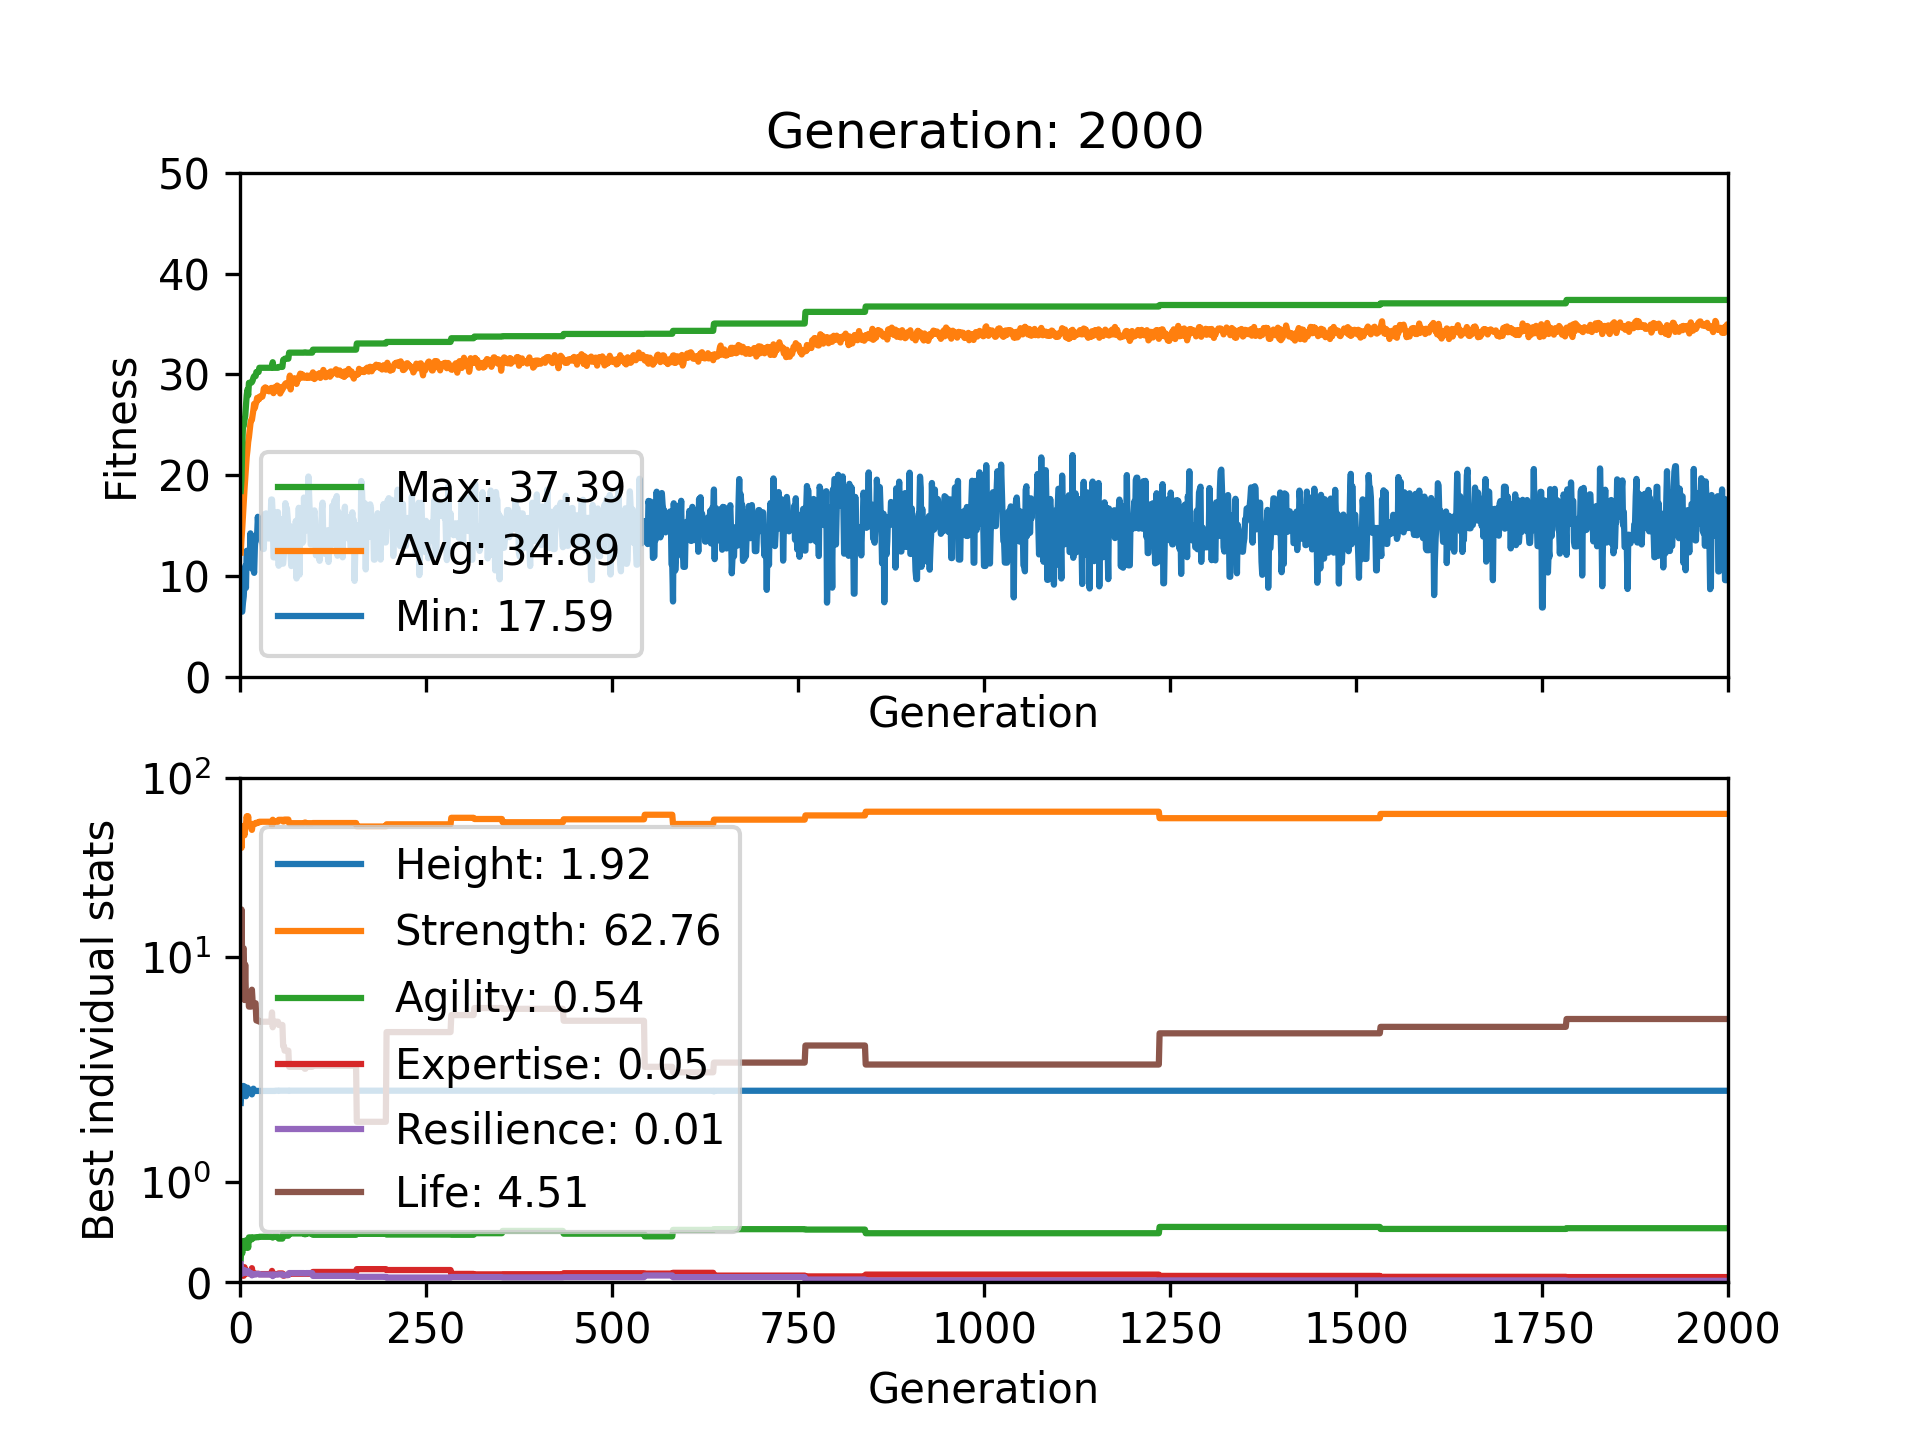 Generation: 2000
50
40
30
20
10
0
Fitness
Max: 37.39
Avg: 34.89
Min: 17.59
Generation
10²
10¹
10⁰
0
Best individual stats
Height: 1.92
Strength: 62.76
Agility: 0.54
Expertise: 0.05
Resilience: 0.01
Life: 4.51
0 250 500 750 1000 1250 1500 1750 2000
Generation